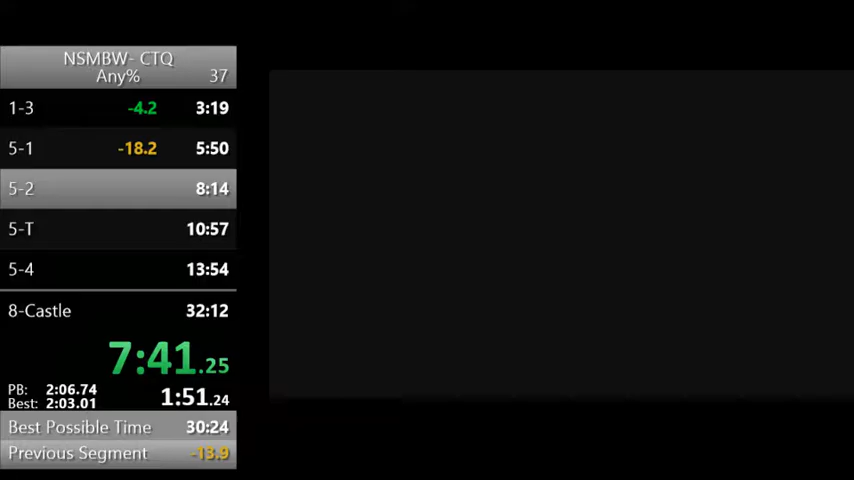 NSMBW- CTQ
Any% 37
1-3 -4.2 3:19
5-1 -18.2 5:50
5-2 8:14
5-T 10:57
5-4 13:54
8-Castle 32:12
7:41.25
PB: 2:06.74
Best: 2:03.01 1:51.24
Best Possible Time 30:24
Previous Segment -13.9